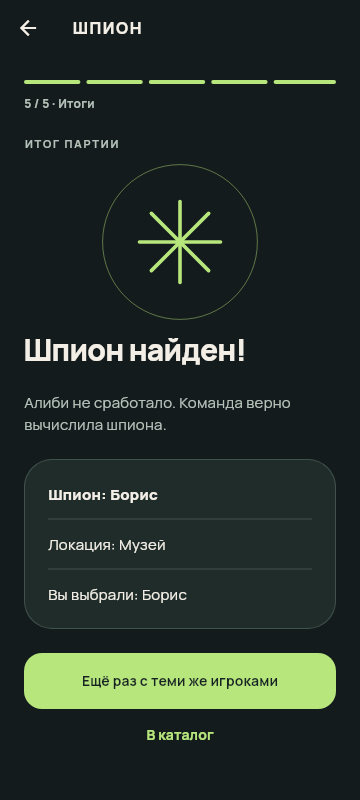 ШПИОН
5 / 5 · Итоги
ИТОГ ПАРТИИ
Шпион найден!
Алиби не сработало. Команда верно
вычислила шпиона.
Шпион: Борис
Локация: Музей
Вы выбрали: Борис
Ещё раз с теми же игроками
В каталог